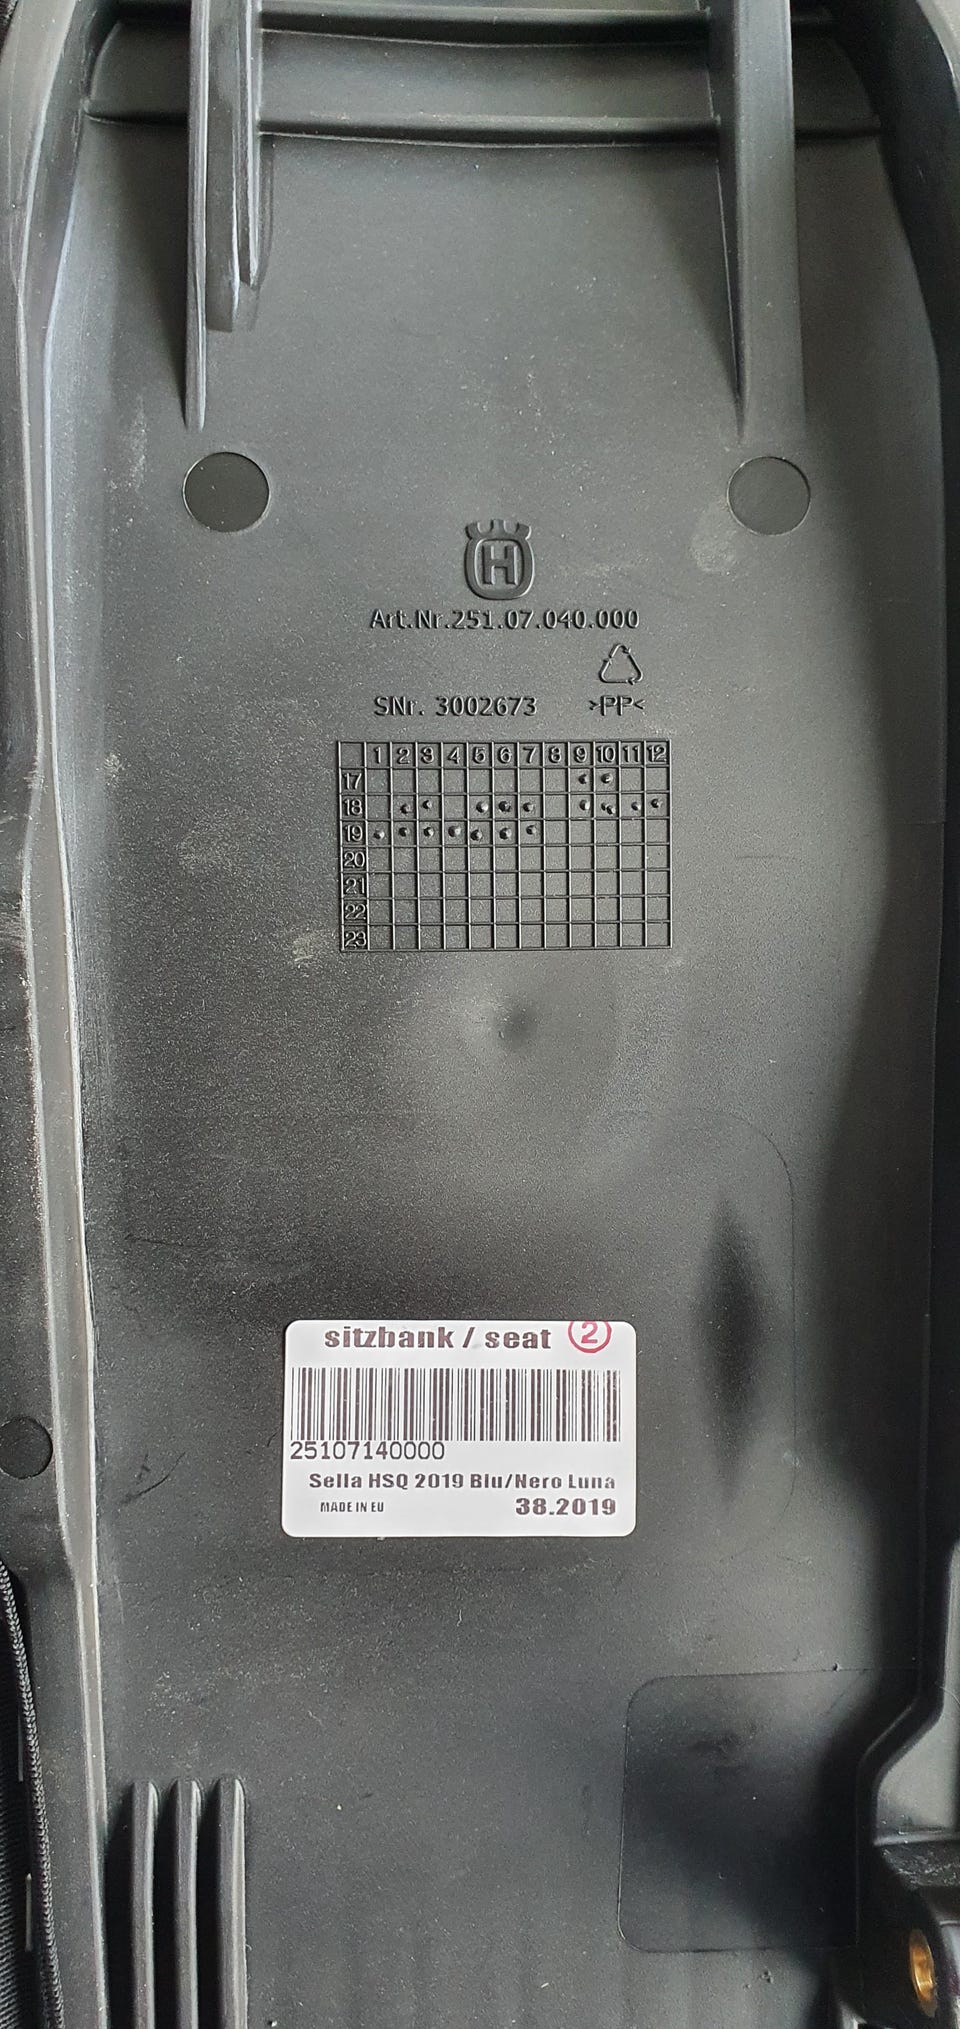 H
Art.Nr.251.07.040.000
SNr. 3002673 >PP<
1 2 3 4 5 6 7 8 9 10 11 12
17
18
19
20
21
22
23
sitzbank / seat 2
25107140000
Sella HSQ 2019 Blu/Nero Luna
MADE IN EU 38.2019